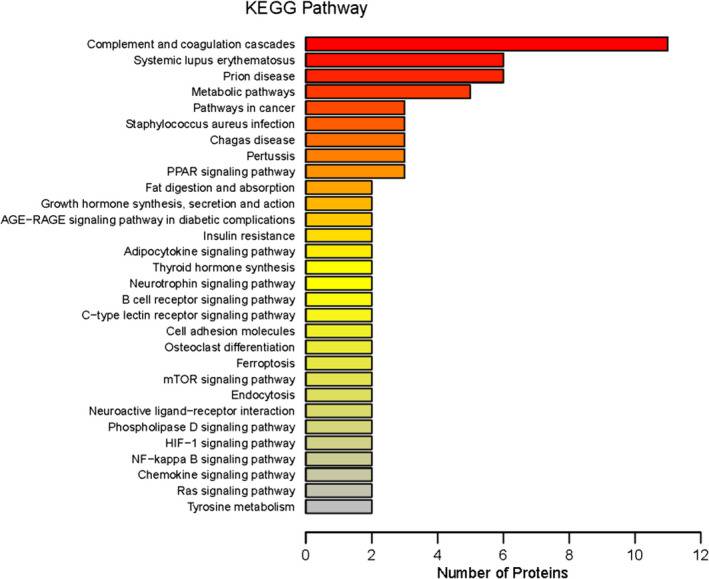 KEGG Pathway
Complement and coagulation cascades
Systemic lupus erythematosus
Prion disease
Metabolic pathways
Pathways in cancer
Staphylococcus aureus infection
Chagas disease
Pertussis
PPAR signaling pathway
Fat digestion and absorption
Growth hormone synthesis, secretion and action
AGE−RAGE signaling pathway in diabetic complications
Insulin resistance
Adipocytokine signaling pathway
Thyroid hormone synthesis
Neurotrophin signaling pathway
B cell receptor signaling pathway
C−type lectin receptor signaling pathway
Cell adhesion molecules
Osteoclast differentiation
Ferroptosis
mTOR signaling pathway
Endocytosis
Neuroactive ligand−receptor interaction
Phospholipase D signaling pathway
HIF−1 signaling pathway
NF−kappa B signaling pathway
Chemokine signaling pathway
Ras signaling pathway
Tyrosine metabolism
0 2 4 6 8 10 12
Number of Proteins